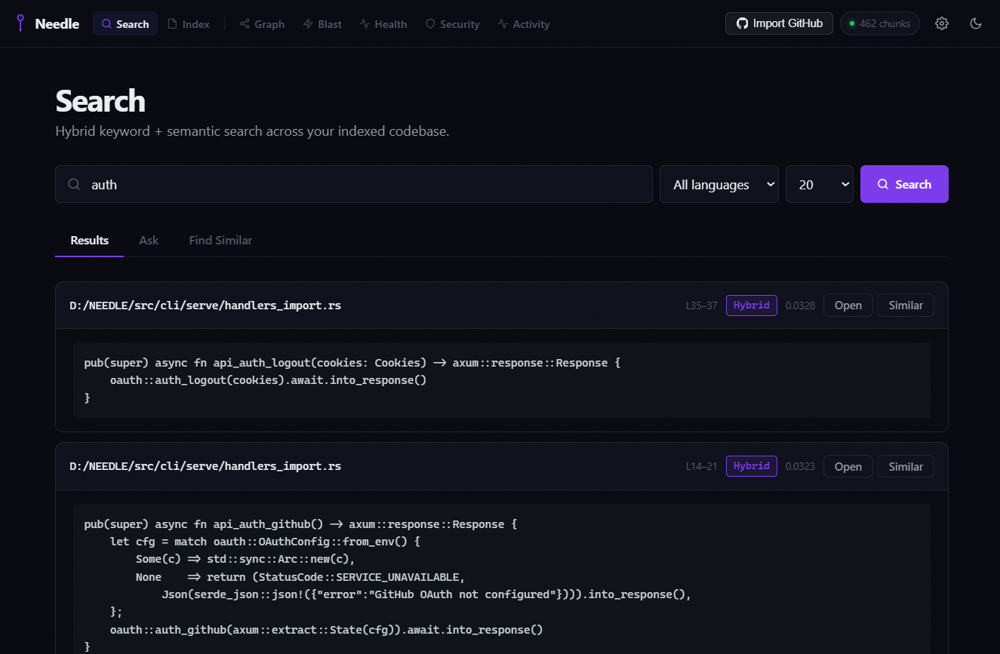 Needle Search Index Graph Blast Health Security Activity Import GitHub 462 chunks
Search
Hybrid keyword + semantic search across your indexed codebase.
auth All languages 20 Search
Results Ask Find Similar
D:/NEEDLE/src/cli/serve/handlers_import.rs L35–37 Hybrid 0.0328 Open Similar
pub(super) async fn api_auth_logout(cookies: Cookies) -> axum::response::Response {
    oauth::auth_logout(cookies).await.into_response()
}
D:/NEEDLE/src/cli/serve/handlers_import.rs L14–21 Hybrid 0.0323 Open Similar
pub(super) async fn api_auth_github() -> axum::response::Response {
    let cfg = match oauth::OAuthConfig::from_env() {
        Some(c) => std::sync::Arc::new(c),
        None    => return (StatusCode::SERVICE_UNAVAILABLE,
            Json(serde_json::json!({"error":"GitHub OAuth not configured"}))).into_response(),
    };
    oauth::auth_github(axum::extract::State(cfg)).await.into_response()
}